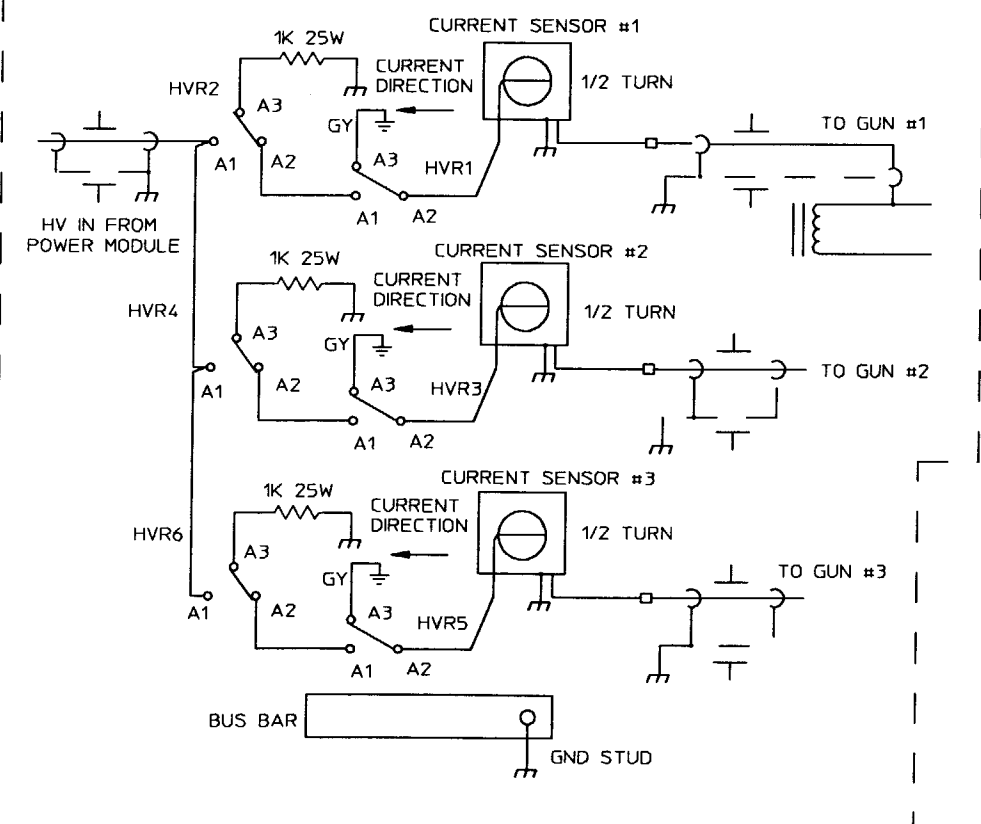 CURRENT SENSOR #1
1K 25W
CURRENT
DIRECTION
1/2 TURN
HVR2
A3
GY
TO GUN #1
A1
A2
A3
HVR1
A1
A2
HV IN FROM
POWER MODULE
CURRENT SENSOR #2
1K 25W
CURRENT
DIRECTION
1/2 TURN
HVR4
A3
GY
A1
A2
A3
HVR3
TO GUN #2
A1
A2
CURRENT SENSOR #3
1K 25W
CURRENT
DIRECTION
1/2 TURN
HVR6
A3
GY
TO GUN #3
A1
A2
A3
HVR5
A1
A2
BUS BAR
GND STUD